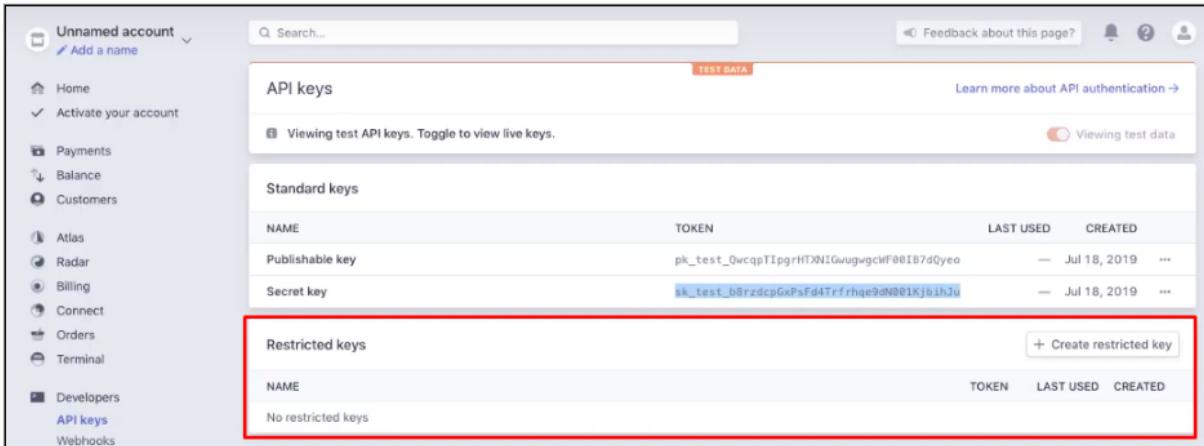 Unnamed account
Add a name
Search...
Feedback about this page?
Home
Activate your account
Payments
Balance
Customers
Atlas
Radar
Billing
Connect
Orders
Terminal
Developers
API keys
Webhooks
TEST DATA
API keys
Learn more about API authentication →
Viewing test API keys. Toggle to view live keys.
Viewing test data
Standard keys
NAME TOKEN LAST USED CREATED
Publishable key pk_test_QwcqpTIpgrHTXNIGwugwgcWF00IB7dQyeo — Jul 18, 2019 ...
Secret key sk_test_b8rzdcpGxPsFd4Trfrhqe9dN001KjbihJu — Jul 18, 2019 ...
Restricted keys
+ Create restricted key
NAME TOKEN LAST USED CREATED
No restricted keys